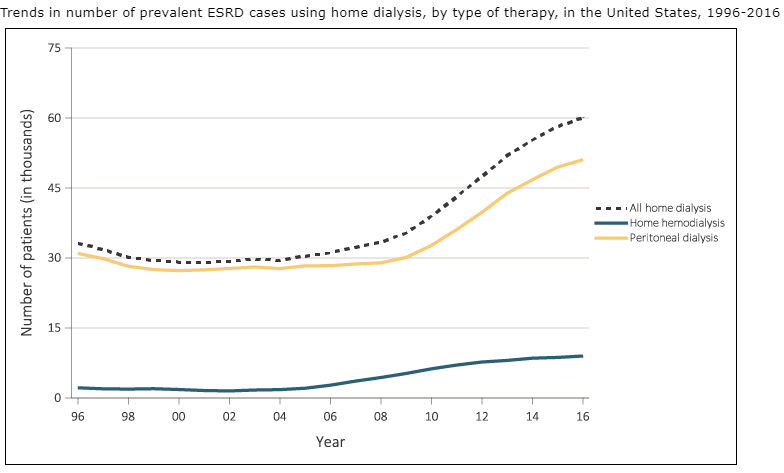 Trends in number of prevalent ESRD cases using home dialysis, by type of therapy, in the United States, 1996-2016
75
60
45
30
15
0
Number of patients (in thousands)
96 98 00 02 04 06 08 10 12 14 16
Year
All home dialysis
Home hemodialysis
Peritoneal dialysis